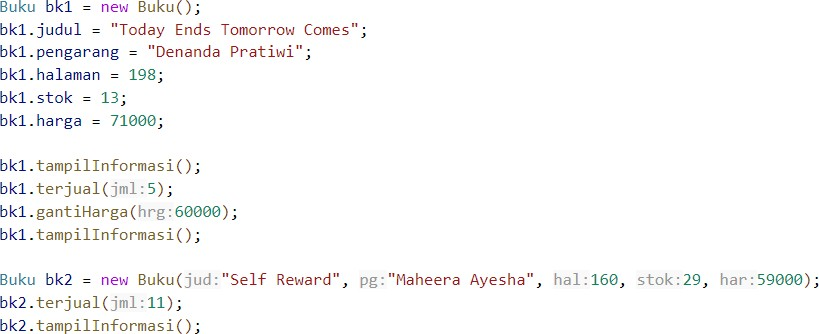 Buku bk1 = new Buku();
bk1.judul = "Today Ends Tomorrow Comes";
bk1.pengarang = "Denanda Pratiwi";
bk1.halaman = 198;
bk1.stok = 13;
bk1.harga = 71000;
bk1.tampilInformasi();
bk1.terjual(jml:5);
bk1.gantiHarga(hrg:60000);
bk1.tampilInformasi();
Buku bk2 = new Buku(jud:"Self Reward", pg:"Maheera Ayesha", hal:160, stok:29, har:59000);
bk2.terjual(jml:11);
bk2.tampilInformasi();